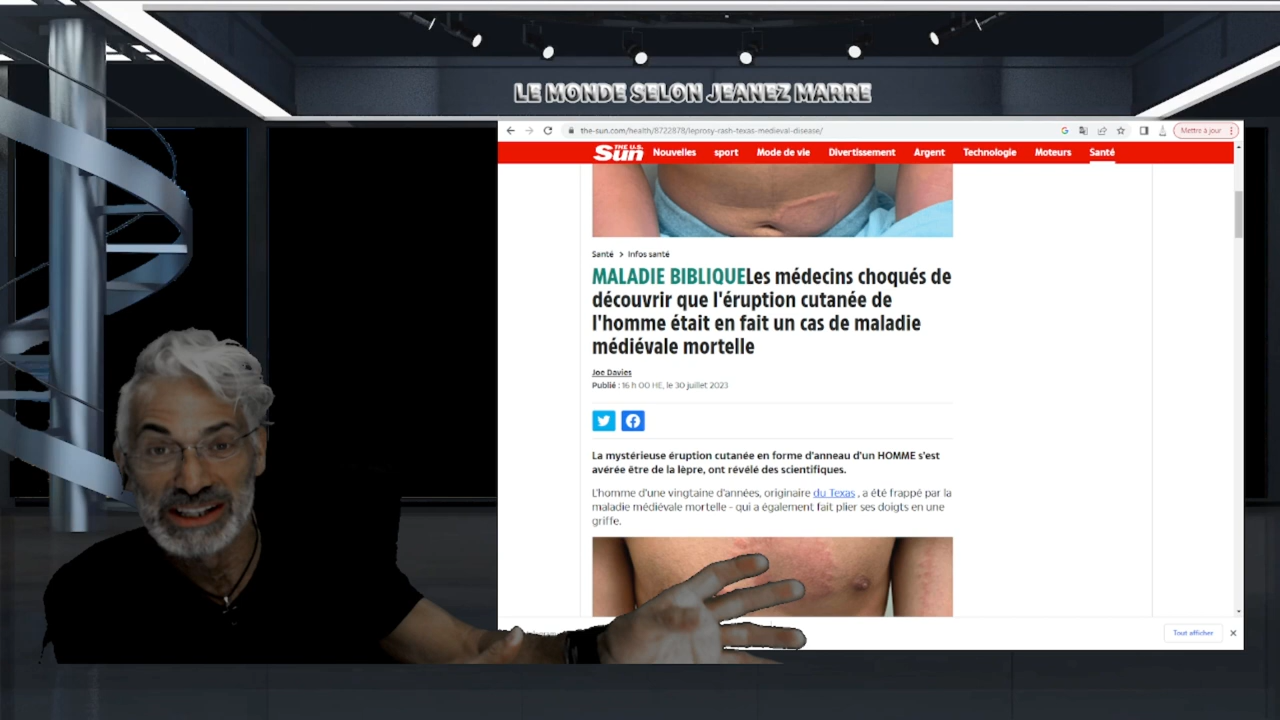 LE MONDE SELON JEANEZ MARRE
the-sun.com/health/8722878/leprosy-cash-texas-medieval-disease/
Mettre à jour
THE U.S. Sun
Nouvelles sport Mode de vie Divertissement Argent Technologie Moteurs Santé
Santé > Infos santé
MALADIE BIBLIQUELes médecins choqués de
découvrir que l'éruption cutanée de
l'homme était en fait un cas de maladie
médiévale mortelle
Joe Davies
Publié : 16 h 00 HE, le 30 juillet 2023
La mystérieuse éruption cutanée en forme d'anneau d'un HOMME s'est
avérée être de la lèpre, ont révélé des scientifiques.
L'homme d'une vingtaine d'années, originaire du Texas , a été frappé par la
maladie médiévale mortelle - qui a également fait plier ses doigts en une
griffe.
Tout afficher